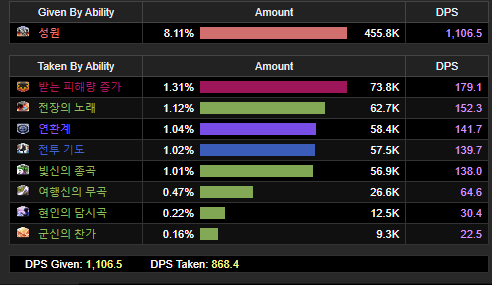 Given By Ability Amount DPS
성원 8.11% 455.8K 1,106.5
Taken By Ability Amount DPS
받는 피해량 증가 1.31% 73.8K 179.1
전장의 노래 1.12% 62.7K 152.3
연환계 1.04% 58.4K 141.7
전투 기도 1.02% 57.5K 139.7
빛신의 종곡 1.01% 56.9K 138.0
여행신의 무곡 0.47% 26.6K 64.6
현인의 담시곡 0.22% 12.5K 30.4
군신의 찬가 0.16% 9.3K 22.5
DPS Given: 1,106.5 DPS Taken: 868.4